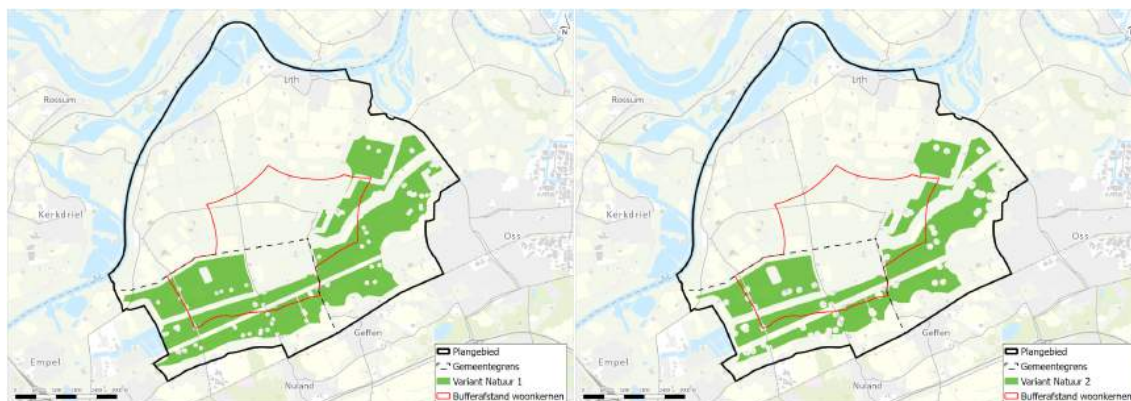 Lith
Rossum
Kerkdriel
Oss
Geffen
Empel
Nuland
Plangebied
Gemeentegrens
Variant Natuur 1
Bufferafstand woonkernen
Lith
Rossum
Kerkdriel
Oss
Geffen
Empel
Nuland
Plangebied
Gemeentegrens
Variant Natuur 2
Bufferafstand woonkernen